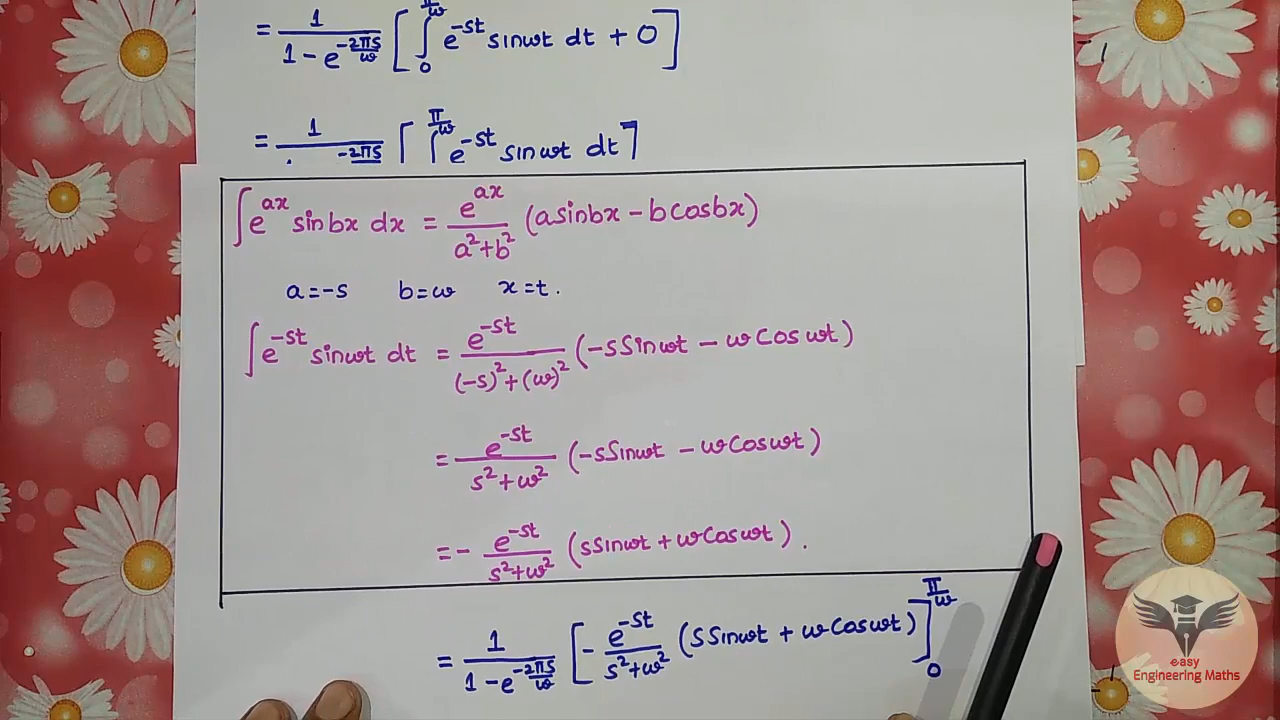 = 1/(1-e^(-2πs/ω)) [∫₀^(π/ω) e^(-st) sinωt dt + 0]
= 1/ -2πs [∫^(π/ω) e^(-st) sinωt dt]
∫e^(ax) sinbx dx = e^(ax)/(a²+b²) (asinbx - bcosbx)
a=-s b=ω x=t.
∫e^(-st) sinωt dt = e^(-st)/((-s)²+(ω)²) (-sSinωt - ωCosωt)
= e^(-st)/(s²+ω²) (-sSinωt - ωCosωt)
= - e^(-st)/(s²+ω²) (sSinωt + ωCosωt).
= 1/(1-e^(-2πs/ω)) [- e^(-st)/(s²+ω²) (sSinωt + ωCosωt)]₀^(π/ω)
easy
Engineering Maths